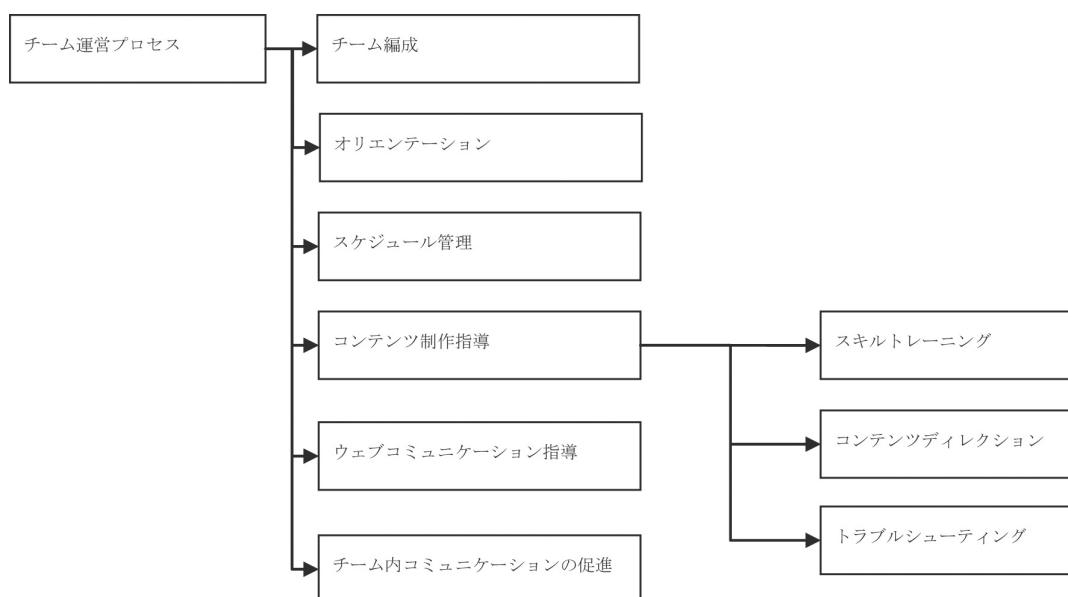 チーム運営プロセス
チーム編成
オリエンテーション
スケジュール管理
コンテンツ制作指導
スキルトレーニング
コンテンツディレクション
ウェブコミュニケーション指導
トラブルシューティング
チーム内コミュニケーションの促進